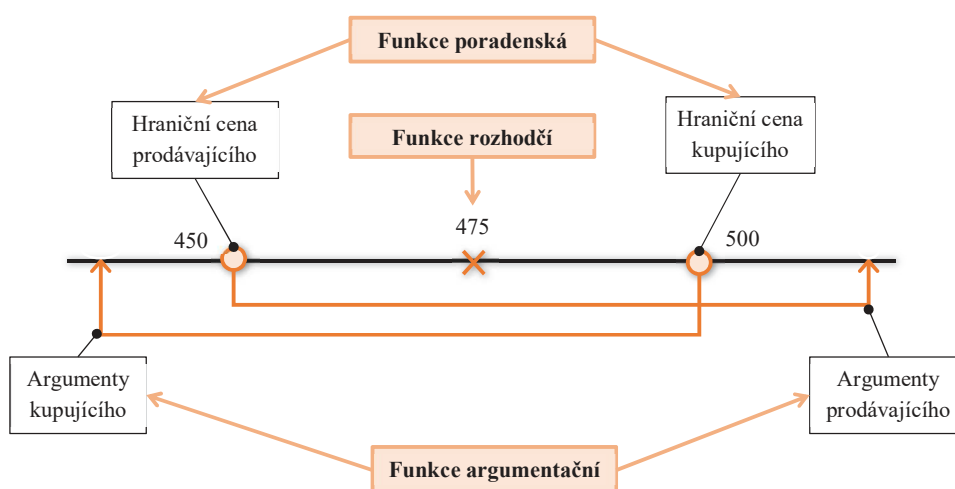 Funkce poradenská
Hraniční cena
prodávajícího
Hraniční cena
kupujícího
Funkce rozhodčí
475
450
500
Argumenty
kupujícího
Argumenty
prodávajícího
Funkce argumentační